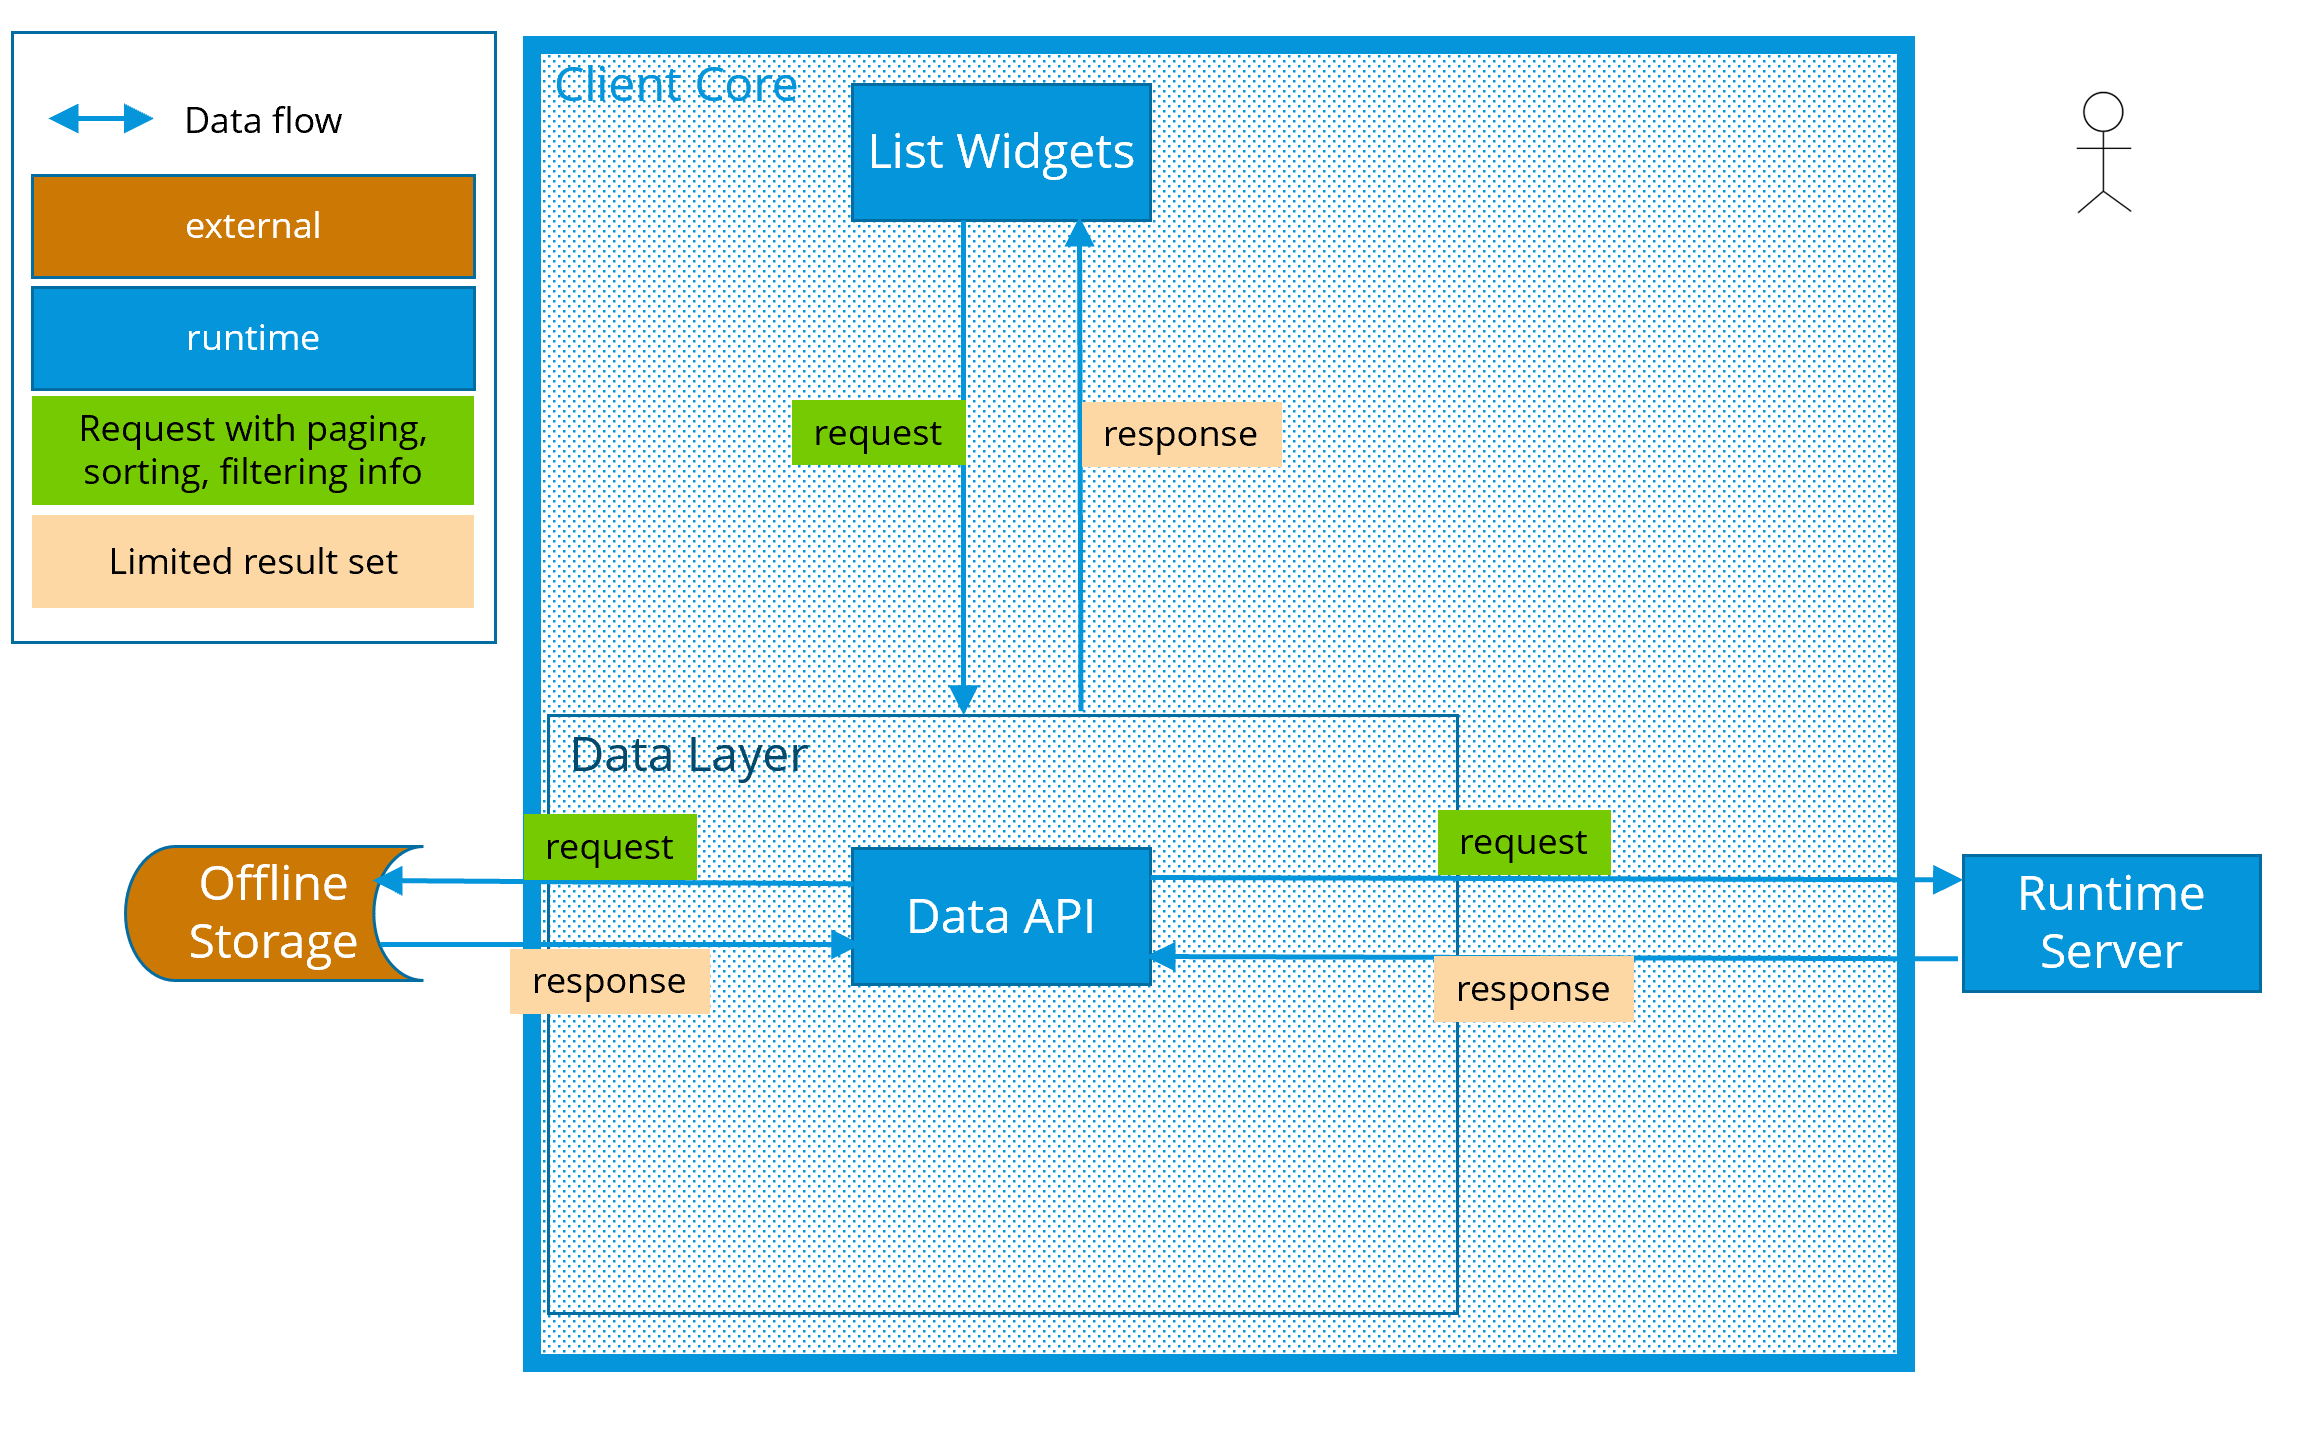 Data flow
external
runtime
Request with paging,
sorting, filtering info
Limited result set
Client Core
List Widgets
request
response
Data Layer
request
request
Offline
Storage
Data API
Runtime
Server
response
response